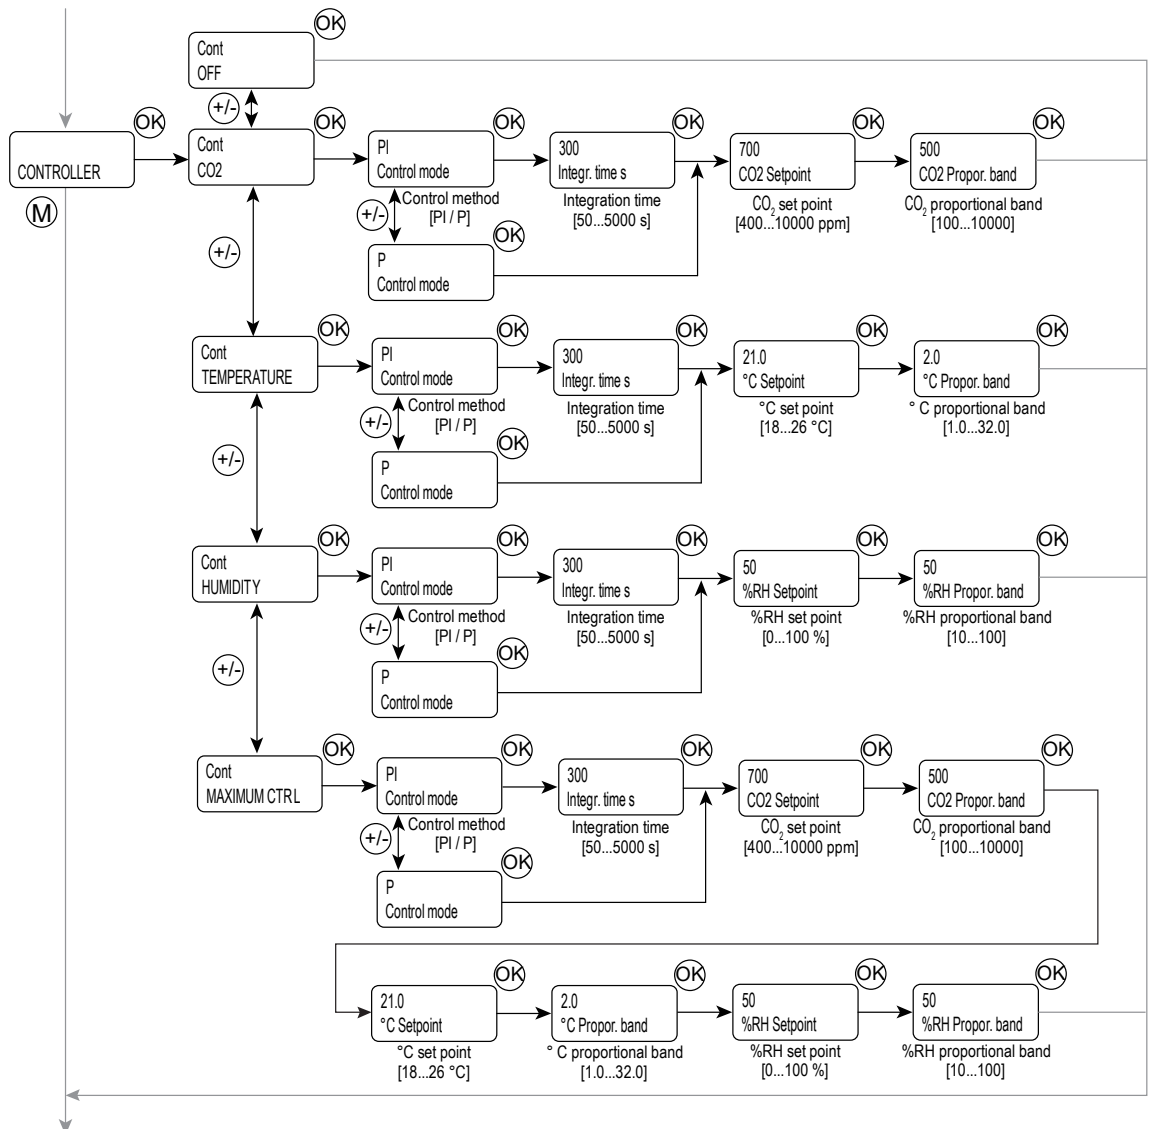 OK
Cont
OFF
+/-
OK
OK
OK
OK
OK
OK
CONTROLLER
Cont
CO2
PI
Control mode
300
Integr. time s
700
CO2 Setpoint
500
CO2 Propor. band
M
+/-
Control method
[PI / P]
Integration time
[50...5000 s]
CO2 set point
[400...10000 ppm]
CO2 proportional band
[100...10000]
+/-
OK
P
Control mode
OK
OK
OK
OK
OK
Cont
TEMPERATURE
PI
Control mode
300
Integr. time s
21.0
°C Setpoint
2.0
°C Propor. band
+/-
Control method
[PI / P]
Integration time
[50...5000 s]
°C set point
[18...26 °C]
° C proportional band
[1.0...32.0]
+/-
OK
P
Control mode
OK
OK
OK
OK
OK
Cont
HUMIDITY
PI
Control mode
300
Integr. time s
50
%RH Setpoint
50
%RH Propor. band
+/-
Control method
[PI / P]
Integration time
[50...5000 s]
%RH set point
[0...100 %]
%RH proportional band
[10...100]
+/-
OK
P
Control mode
OK
OK
OK
OK
OK
Cont
MAXIMUM CTRL
PI
Control mode
300
Integr. time s
700
CO2 Setpoint
500
CO2 Propor. band
+/-
Control method
[PI / P]
Integration time
[50...5000 s]
CO2 set point
[400...10000 ppm]
CO2 proportional band
[100...10000]
OK
P
Control mode
OK
OK
OK
OK
21.0
°C Setpoint
2.0
°C Propor. band
50
%RH Setpoint
50
%RH Propor. band
°C set point
[18...26 °C]
° C proportional band
[1.0...32.0]
%RH set point
[0...100 %]
%RH proportional band
[10...100]